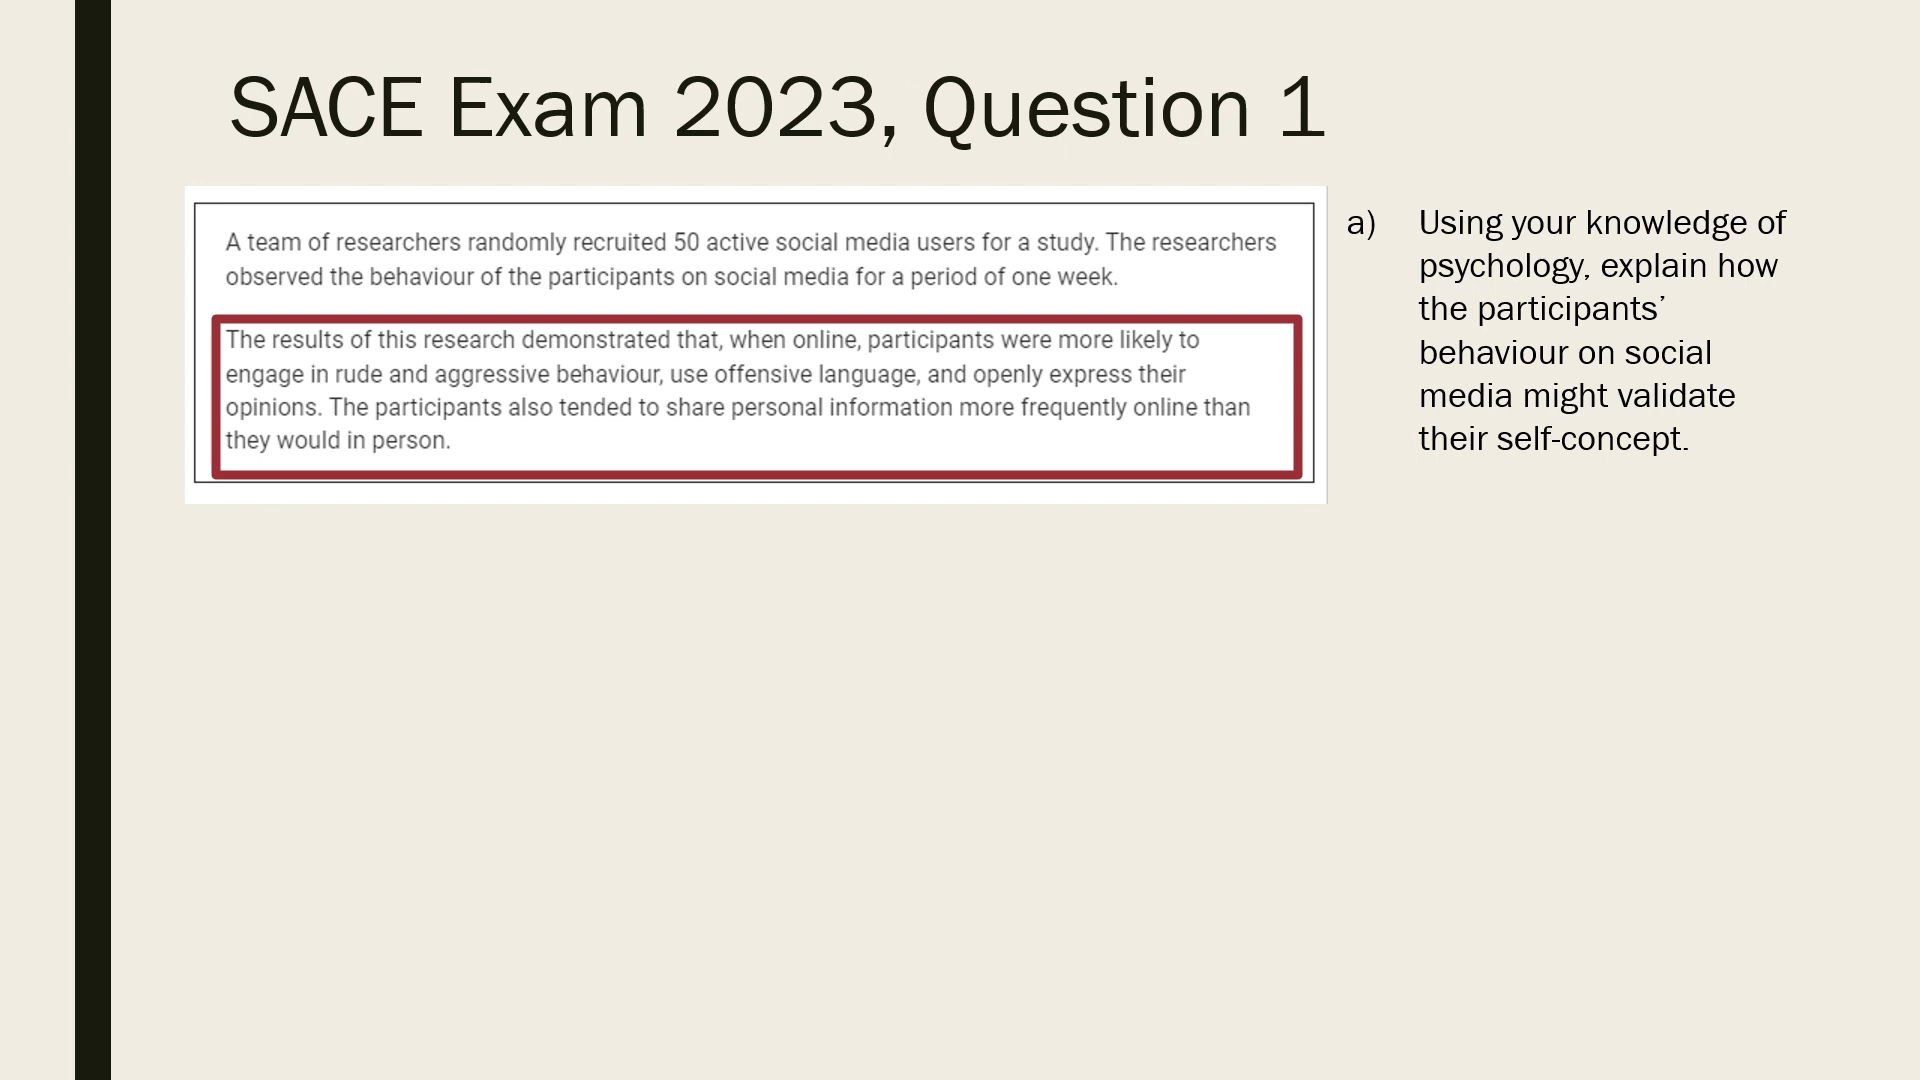 SACE Exam 2023, Question 1
A team of researchers randomly recruited 50 active social media users for a study. The researchers
observed the behaviour of the participants on social media for a period of one week.
The results of this research demonstrated that, when online, participants were more likely to
engage in rude and aggressive behaviour, use offensive language, and openly express their
opinions. The participants also tended to share personal information more frequently online than
they would in person.
a) Using your knowledge of
psychology, explain how
the participants’
behaviour on social
media might validate
their self-concept.